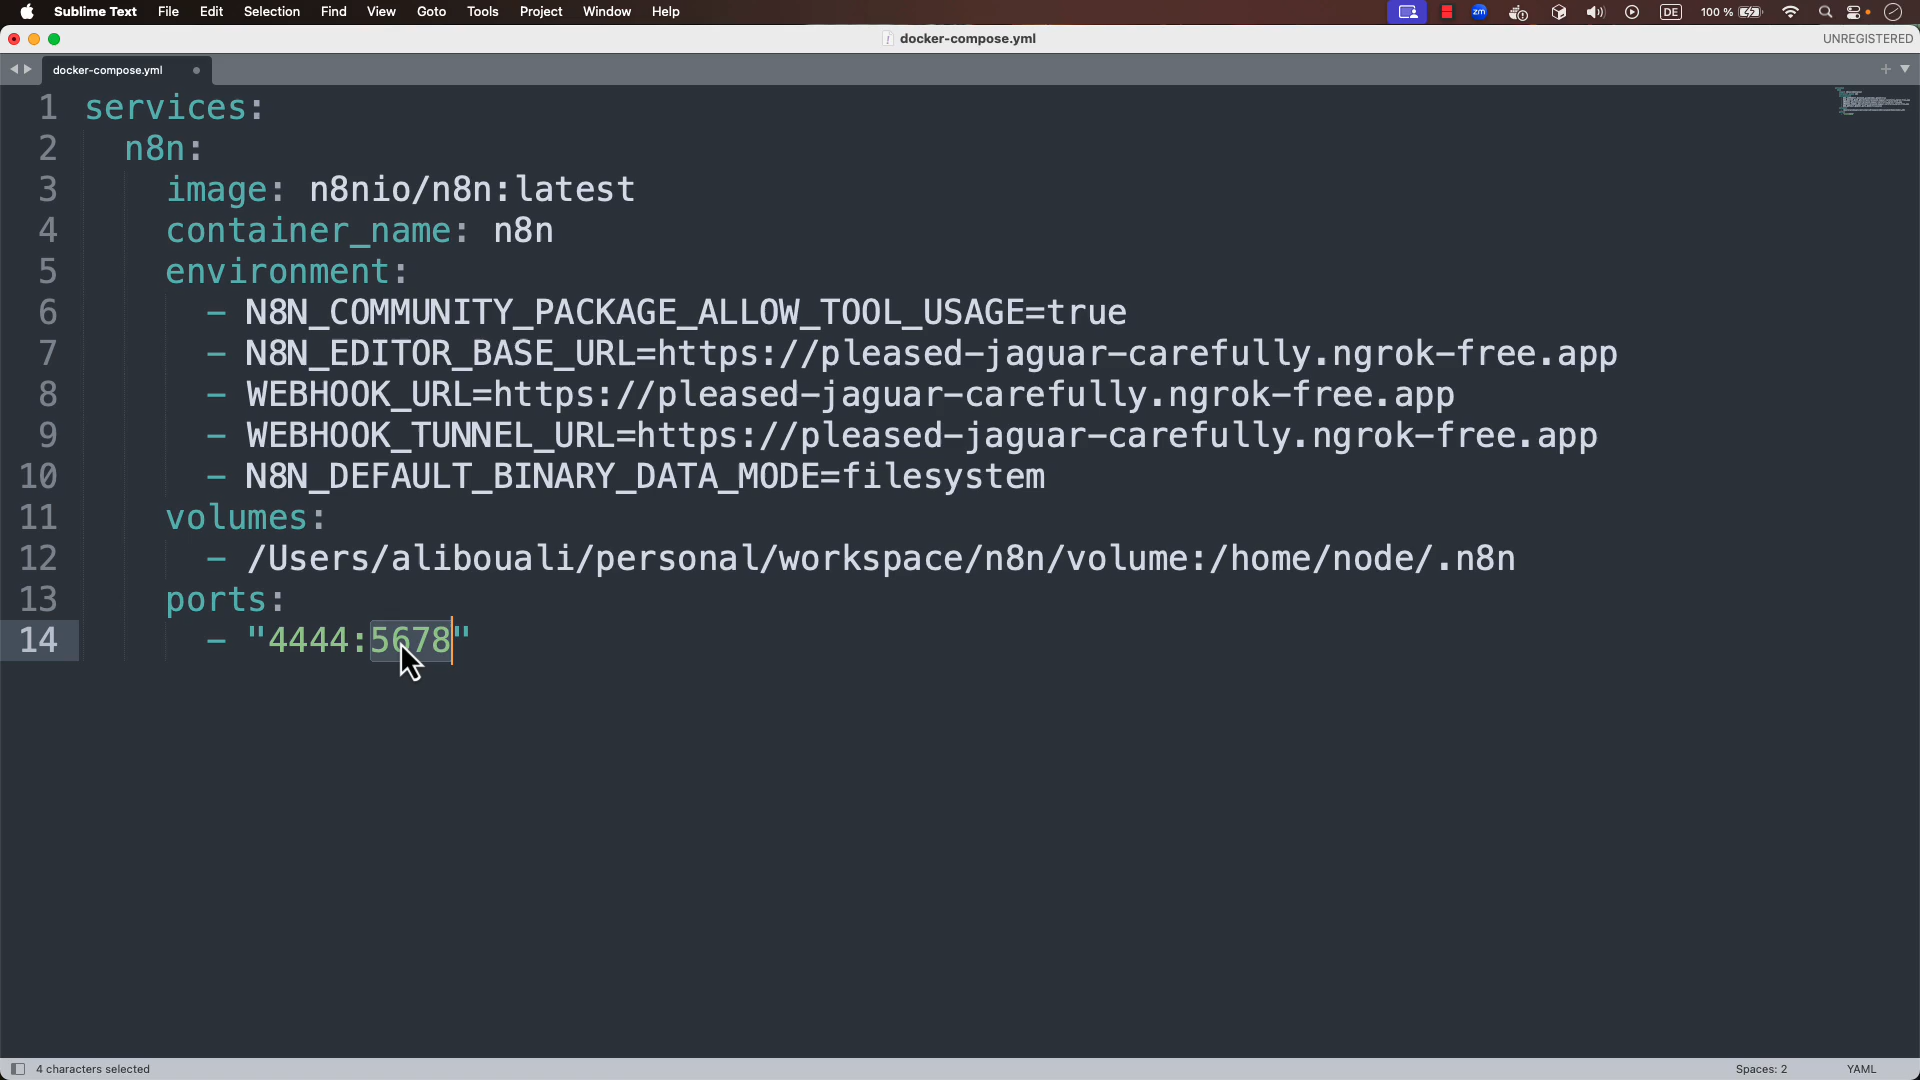 Sublime Text File Edit Selection Find View Goto Tools Project Window Help zm DE 100 %
docker-compose.yml UNREGISTERED
docker-compose.yml
1 services:
2   n8n:
3     image: n8nio/n8n:latest
4     container_name: n8n
5     environment:
6       - N8N_COMMUNITY_PACKAGE_ALLOW_TOOL_USAGE=true
7       - N8N_EDITOR_BASE_URL=https://pleased-jaguar-carefully.ngrok-free.app
8       - WEBHOOK_URL=https://pleased-jaguar-carefully.ngrok-free.app
9       - WEBHOOK_TUNNEL_URL=https://pleased-jaguar-carefully.ngrok-free.app
10       - N8N_DEFAULT_BINARY_DATA_MODE=filesystem
11     volumes:
12       - /Users/alibouali/personal/workspace/n8n/volume:/home/node/.n8n
13     ports:
14       - "4444:5678"
4 characters selected Spaces: 2 YAML